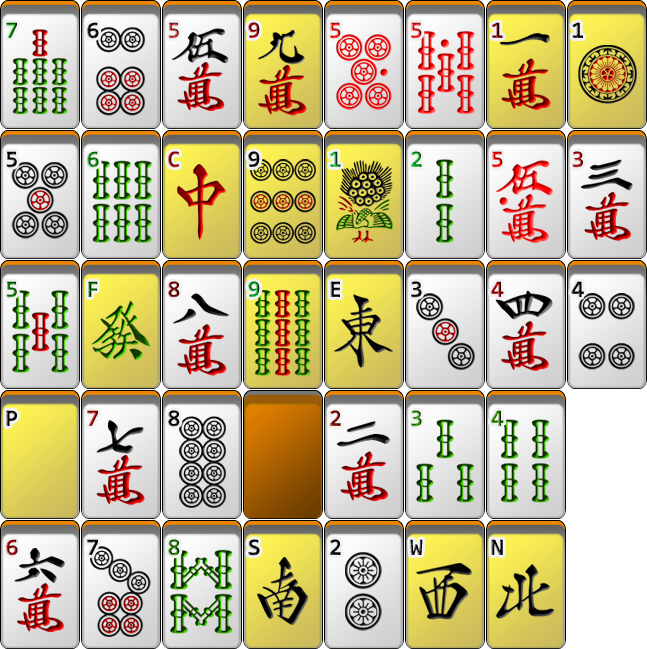 7 6 5 伍萬 9 九萬 5 5 1 一萬 1
5 6 C 中 9 1 2 5 伍萬 3 三萬
5 F 發 8 八萬 9 E 東 3 4 四萬 4
P 7 七萬 8 2 二萬 3 4
6 六萬 7 8 S 南 2 W 西 N 北